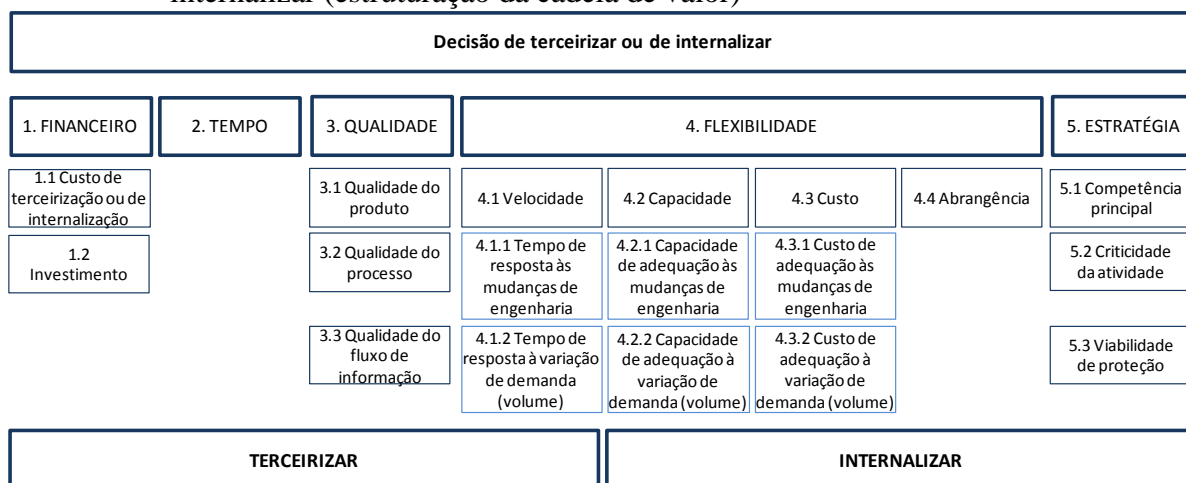 internalizar (estruturação da cadeia de valor)
Decisão de terceirizar ou de internalizar
1. FINANCEIRO
2. TEMPO
3. QUALIDADE
4. FLEXIBILIDADE
5. ESTRATÉGIA
1.1 Custo de
terceirização ou de
internalização
3.1 Qualidade do
produto
4.1 Velocidade
4.2 Capacidade
4.3 Custo
4.4 Abrangência
5.1 Competência
principal
1.2
Investimento
3.2 Qualidade do
processo
4.1.1 Tempo de
resposta às
mudanças de
engenharia
4.2.1 Capacidade
de adequação às
mudanças de
engenharia
4.3.1 Custo de
adequação às
mudanças de
engenharia
5.2 Criticidade
da atividade
3.3 Qualidade do
fluxo de
informação
4.1.2 Tempo de
resposta à variação
de demanda
(volume)
4.2.2 Capacidade
de adequação à
variação de
demanda (volume)
4.3.2 Custo de
adequação à
variação de
demanda (volume)
5.3 Viabilidade
de proteção
TERCEIRIZAR
INTERNALIZAR